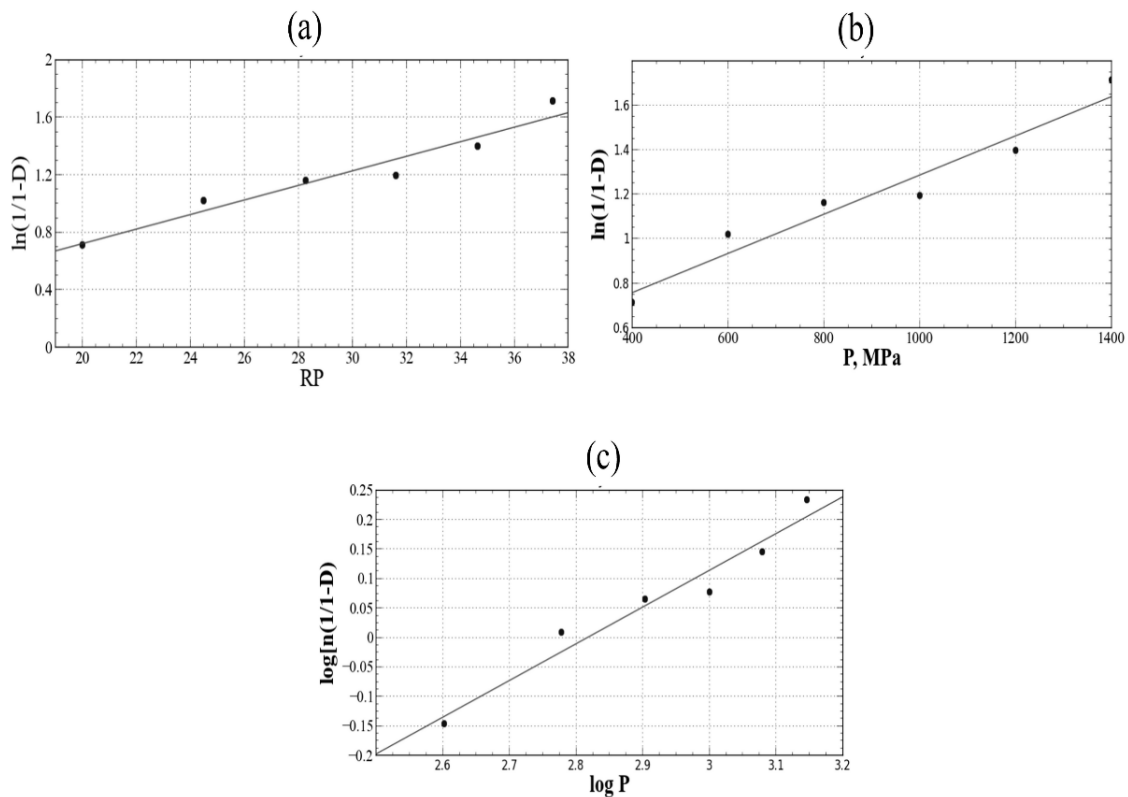 (a)
ln(1/1-D)
2
1.6
1.2
0.8
0.4
0
20 22 24 26 28 30 32 34 36 38
RP
(b)
ln(1/1-D)
1.6
1.4
1.2
1
0.8
0.6
400 600 800 1000 1200 1400
P, MPa
(c)
log[n(1/1-D)
0.25
0.2
0.15
0.1
0.05
0
−0.05
−0.1
−0.15
−0.2
2.6 2.7 2.8 2.9 3 3.1 3.2
log P